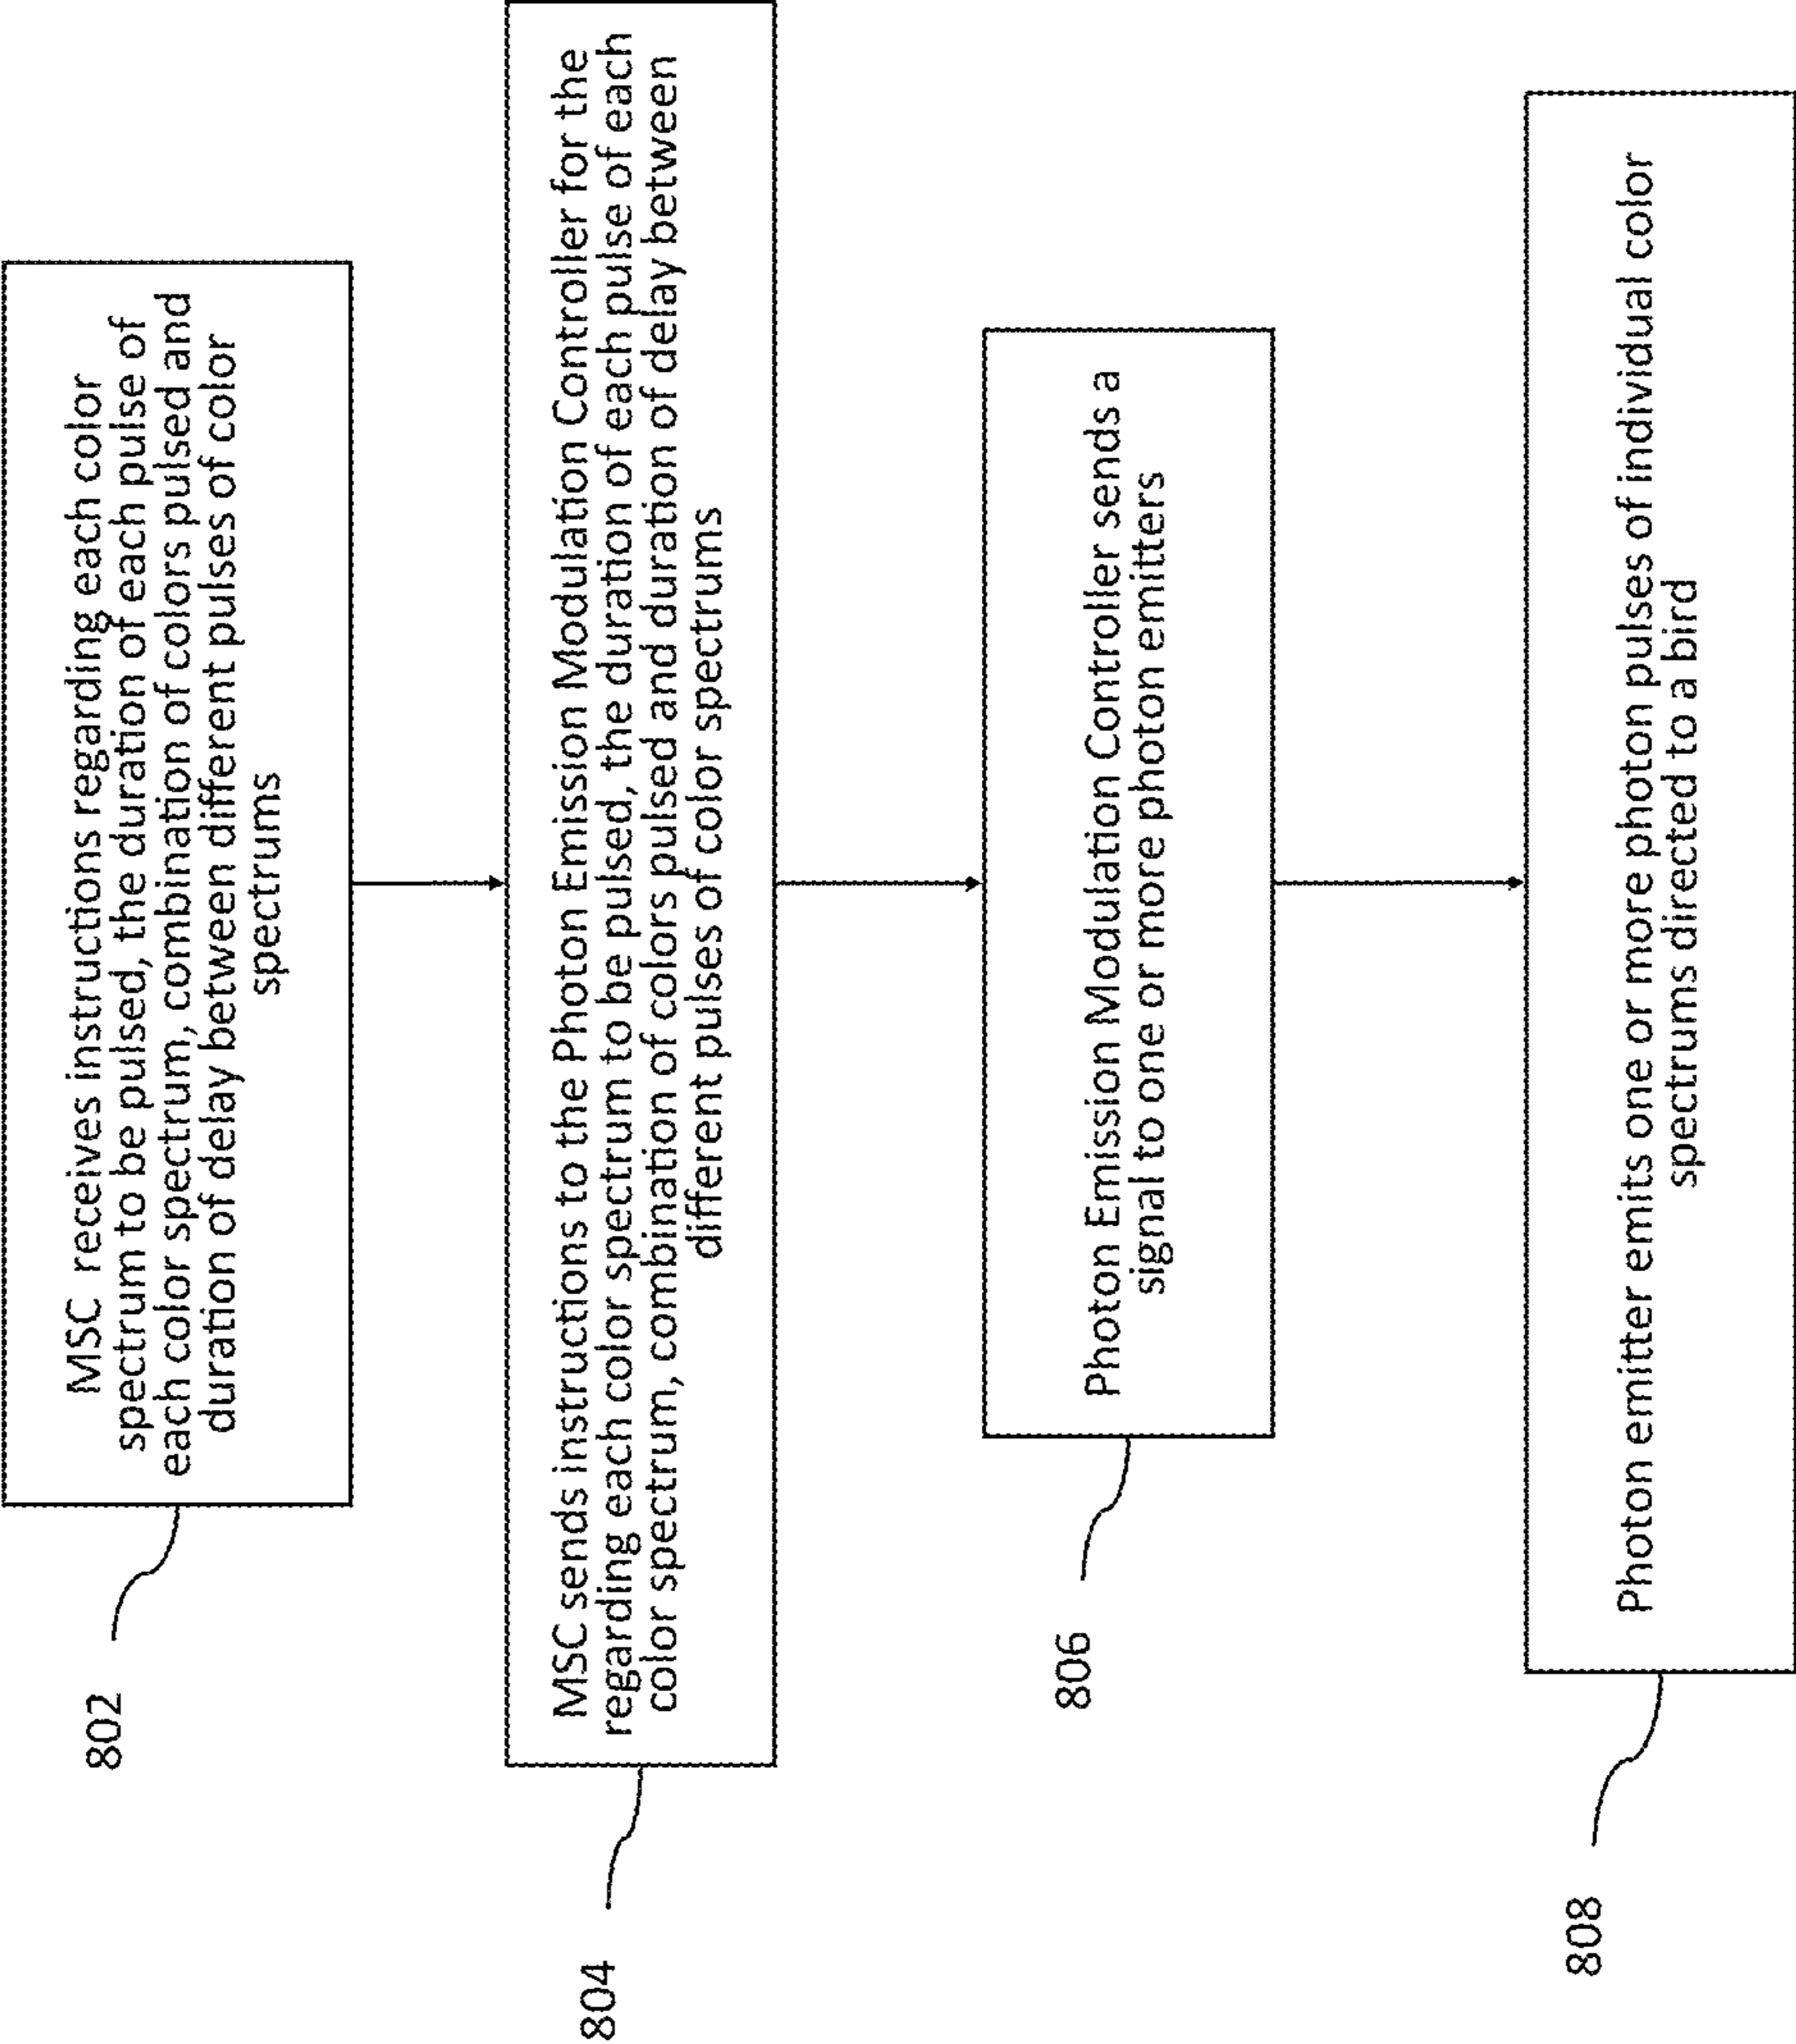 802
MSC receives instructions regarding each color
spectrum to be pulsed, the duration of each pulse of
each color spectrum, combination of colors pulsed and
duration of delay between different pulses of color
spectrums
804
MSC sends instructions to the Photon Emission Modulation Controller for the
regarding each color spectrum to be pulsed, the duration of each pulse of each
color spectrum, combination of colors pulsed and duration of delay between
different pulses of color spectrums
806
Photon Emission Modulation Controller sends a
signal to one or more photon emitters
808
Photon emitter emits one or more photon pulses of individual color
spectrums directed to a bird